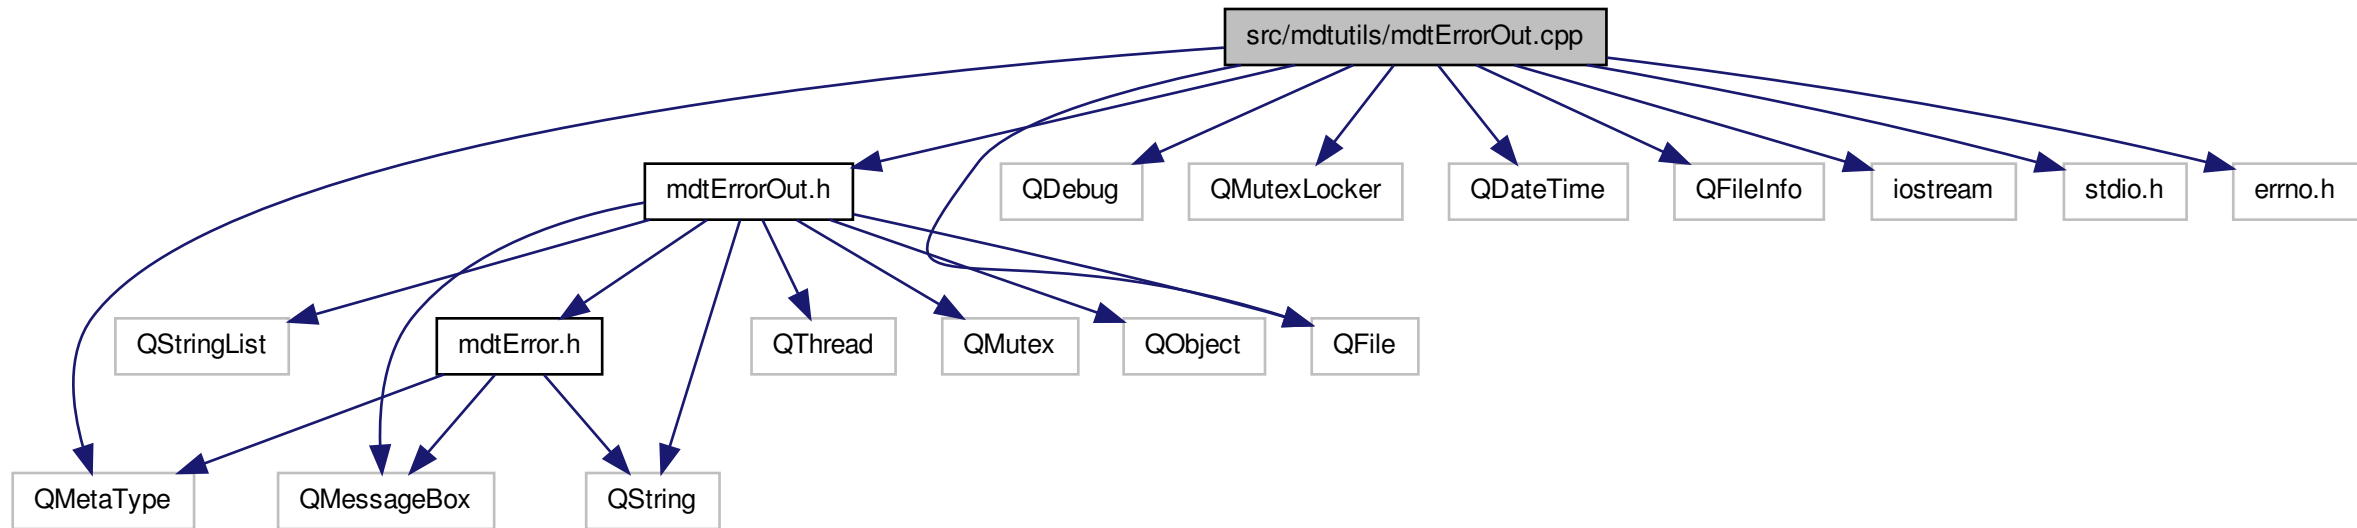 src/mdtutils/mdtErrorOut.cpp
mdtErrorOut.h
QDebug
QMutexLocker
QDateTime
QFileInfo
iostream
stdio.h
errno.h
QStringList
mdtError.h
QThread
QMutex
QObject
QFile
QMetaType
QMessageBox
QString